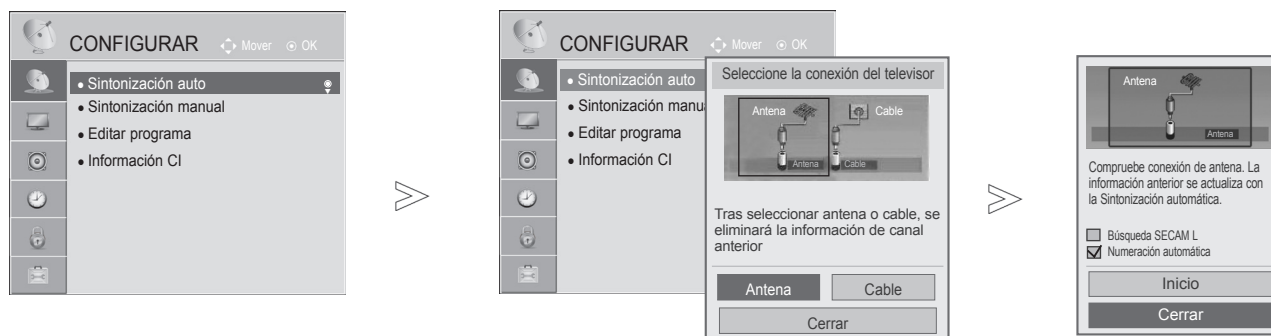 CONFIGURAR Mover OK
• Sintonización auto
• Sintonización manual
• Editar programa
• Información CI
CONFIGURAR Mover OK
• Sintonización auto
• Sintonización manu
• Editar programa
• Información CI
Seleccione la conexión del televisor
Antena Cable
Antena Cable
Tras seleccionar antena o cable, se
eliminará la información de canal
anterior
Antena Cable
Cerrar
Antena
Antena
Compruebe conexión de antena. La
información anterior se actualiza con
la Sintonización automática.
Búsqueda SECAM L
Numeración automática
Inicio
Cerrar